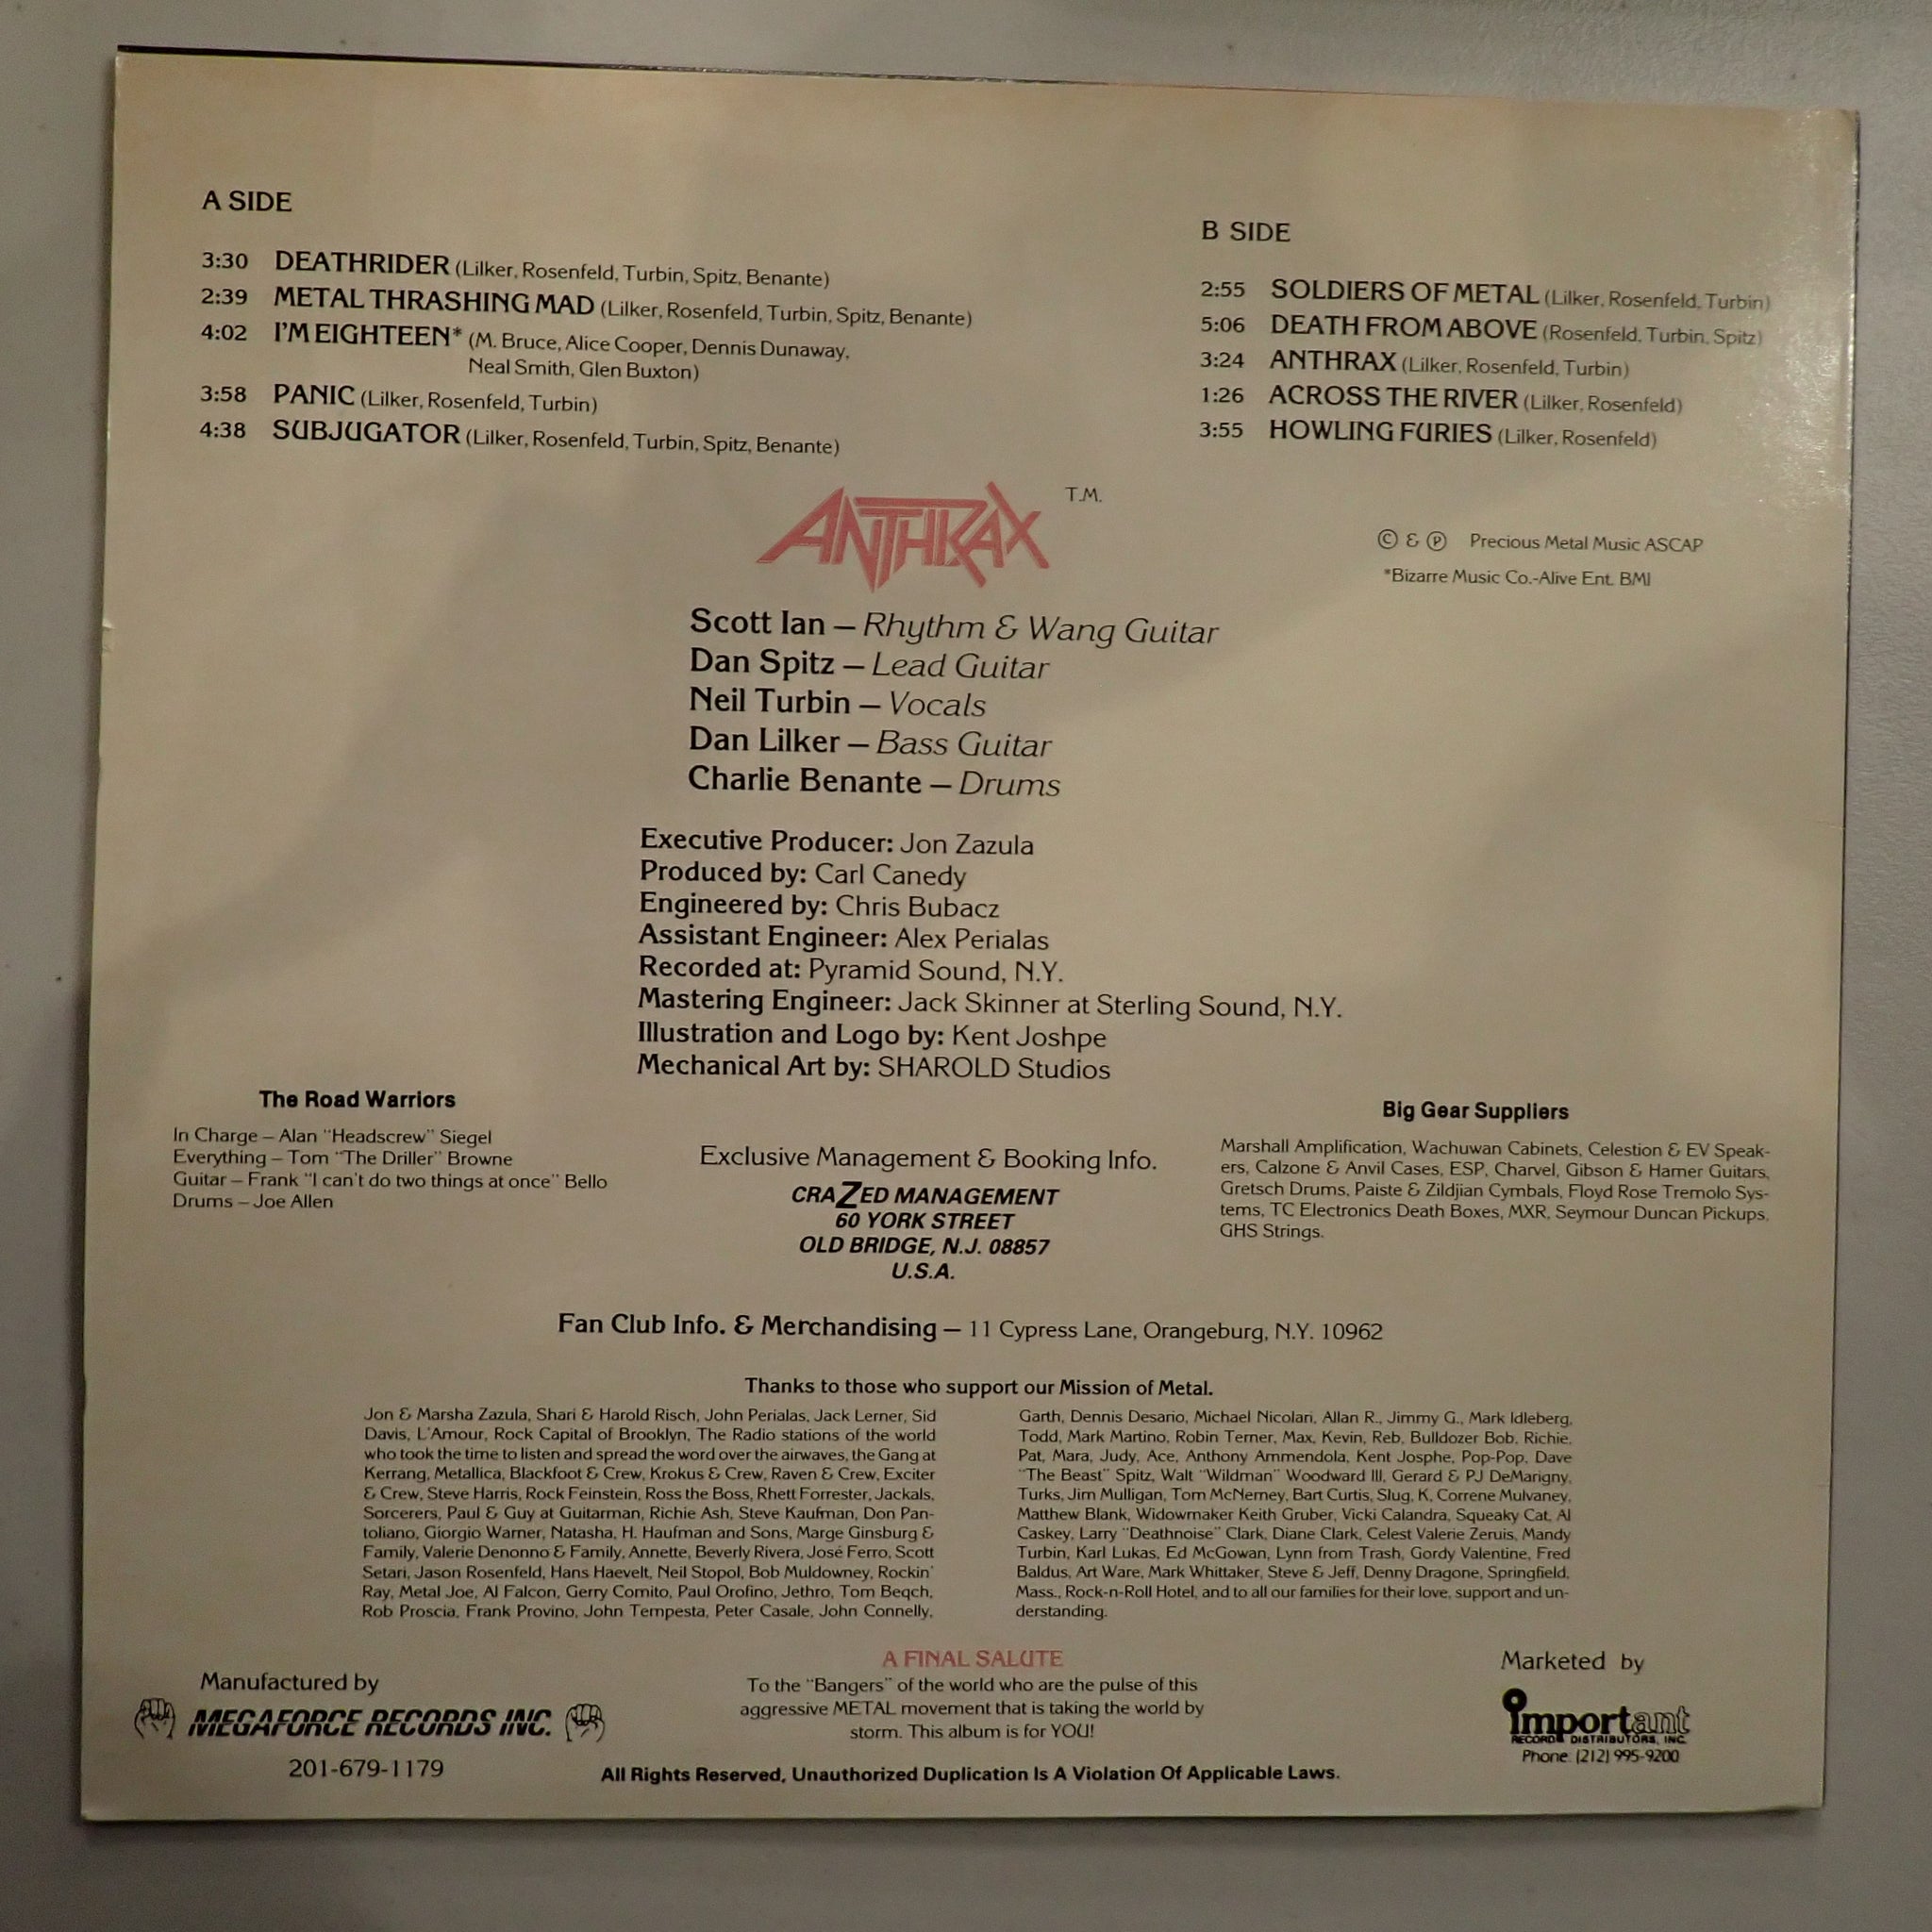 A SIDE
3:30 DEATHRIDER (Lilker, Rosenfeld, Turbin, Spitz, Benante)
2:39 METAL THRASHING MAD (Lilker, Rosenfeld, Turbin, Spitz, Benante)
4:02 I'M EIGHTEEN* (M. Bruce, Alice Cooper, Dennis Dunaway,
Neal Smith, Glen Buxton)
3:58 PANIC (Lilker, Rosenfeld, Turbin)
4:38 SUBJUGATOR (Lilker, Rosenfeld, Turbin, Spitz, Benante)
B SIDE
2:55 SOLDIERS OF METAL (Lilker, Rosenfeld, Turbin)
5:06 DEATH FROM ABOVE (Rosenfeld, Turbin, Spitz)
3:24 ANTHRAX (Lilker, Rosenfeld, Turbin)
1:26 ACROSS THE RIVER (Lilker, Rosenfeld)
3:55 HOWLING FURIES (Lilker, Rosenfeld)
ANTHRAX T.M.
© & ℗ Precious Metal Music ASCAP
*Bizarre Music Co.-Alive Ent. BMI
Scott Ian – Rhythm & Wang Guitar
Dan Spitz – Lead Guitar
Neil Turbin – Vocals
Dan Lilker – Bass Guitar
Charlie Benante – Drums
Executive Producer: Jon Zazula
Produced by: Carl Canedy
Engineered by: Chris Bubacz
Assistant Engineer: Alex Perialas
Recorded at: Pyramid Sound, N.Y.
Mastering Engineer: Jack Skinner at Sterling Sound, N.Y.
Illustration and Logo by: Kent Joshpe
Mechanical Art by: SHAROLD Studios
The Road Warriors
In Charge – Alan "Headscrew" Siegel
Everything – Tom "The Driller" Browne
Guitar – Frank "I can't do two things at once" Bello
Drums – Joe Allen
Exclusive Management & Booking Info.
CRAZED MANAGEMENT
60 YORK STREET
OLD BRIDGE, N.J. 08857
U.S.A.
Big Gear Suppliers
Marshall Amplification, Wachuwan Cabinets, Celestion & EV Speak-
ers, Calzone & Anvil Cases, ESP, Charvel, Gibson & Hamer Guitars,
Gretsch Drums, Paiste & Zildjian Cymbals, Floyd Rose Tremolo Sys-
tems, TC Electronics Death Boxes, MXR, Seymour Duncan Pickups,
GHS Strings.
Fan Club Info. & Merchandising – 11 Cypress Lane, Orangeburg, N.Y. 10962
Thanks to those who support our Mission of Metal.
Jon & Marsha Zazula, Shari & Harold Risch, John Perialas, Jack Lerner, Sid
Davis, L'Amour, Rock Capital of Brooklyn, The Radio stations of the world
who took the time to listen and spread the word over the airwaves, the Gang at
Kerrang, Metallica, Blackfoot & Crew, Krokus & Crew, Raven & Crew, Exciter
& Crew, Steve Harris, Rock Feinstein, Ross the Boss, Rhett Forrester, Jackals,
Sorcerers, Paul & Guy at Guitarman, Richie Ash, Steve Kaufman, Don Pan-
toliano, Giorgio Warner, Natasha, H. Haufman and Sons, Marge Ginsburg &
Family, Valerie Denonno & Family, Annette, Beverly Rivera, José Ferro, Scott
Setari, Jason Rosenfeld, Hans Haevelt, Neil Stopol, Bob Muldowney, Rockin'
Ray, Metal Joe, Al Falcon, Gerry Comito, Paul Orofino, Jethro, Tom Beqch,
Rob Proscia, Frank Provino, John Tempesta, Peter Casale, John Connelly,
Garth, Dennis Desario, Michael Nicolari, Allan R., Jimmy G., Mark Idleberg,
Todd, Mark Martino, Robin Terner, Max, Kevin, Reb, Bulldozer Bob, Richie,
Pat, Mara, Judy, Ace, Anthony Ammendola, Kent Josphe, Pop-Pop, Dave
"The Beast" Spitz, Walt "Wildman" Woodward III, Gerard & PJ DeMarigny,
Turks, Jim Mulligan, Tom McNerney, Bart Curtis, Slug, K, Correne Mulvaney,
Matthew Blank, Widowmaker Keith Gruber, Vicki Calandra, Squeaky Cat, Al
Caskey, Larry "Deathnoise" Clark, Diane Clark, Celest Valerie Zeruis, Mandy
Turbin, Karl Lukas, Ed McGowan, Lynn from Trash, Gordy Valentine, Fred
Baldus, Art Ware, Mark Whittaker, Steve & Jeff, Denny Dragone, Springfield,
Mass., Rock-n-Roll Hotel, and to all our families for their love, support and un-
derstanding.
A FINAL SALUTE
To the "Bangers" of the world who are the pulse of this
aggressive METAL movement that is taking the world by
storm. This album is for YOU!
Manufactured by
MEGAFORCE RECORDS INC.
201-679-1179
All Rights Reserved, Unauthorized Duplication Is A Violation Of Applicable Laws.
Marketed by
important
RECORD DISTRIBUTORS, INC.
Phone: (212) 995-9200